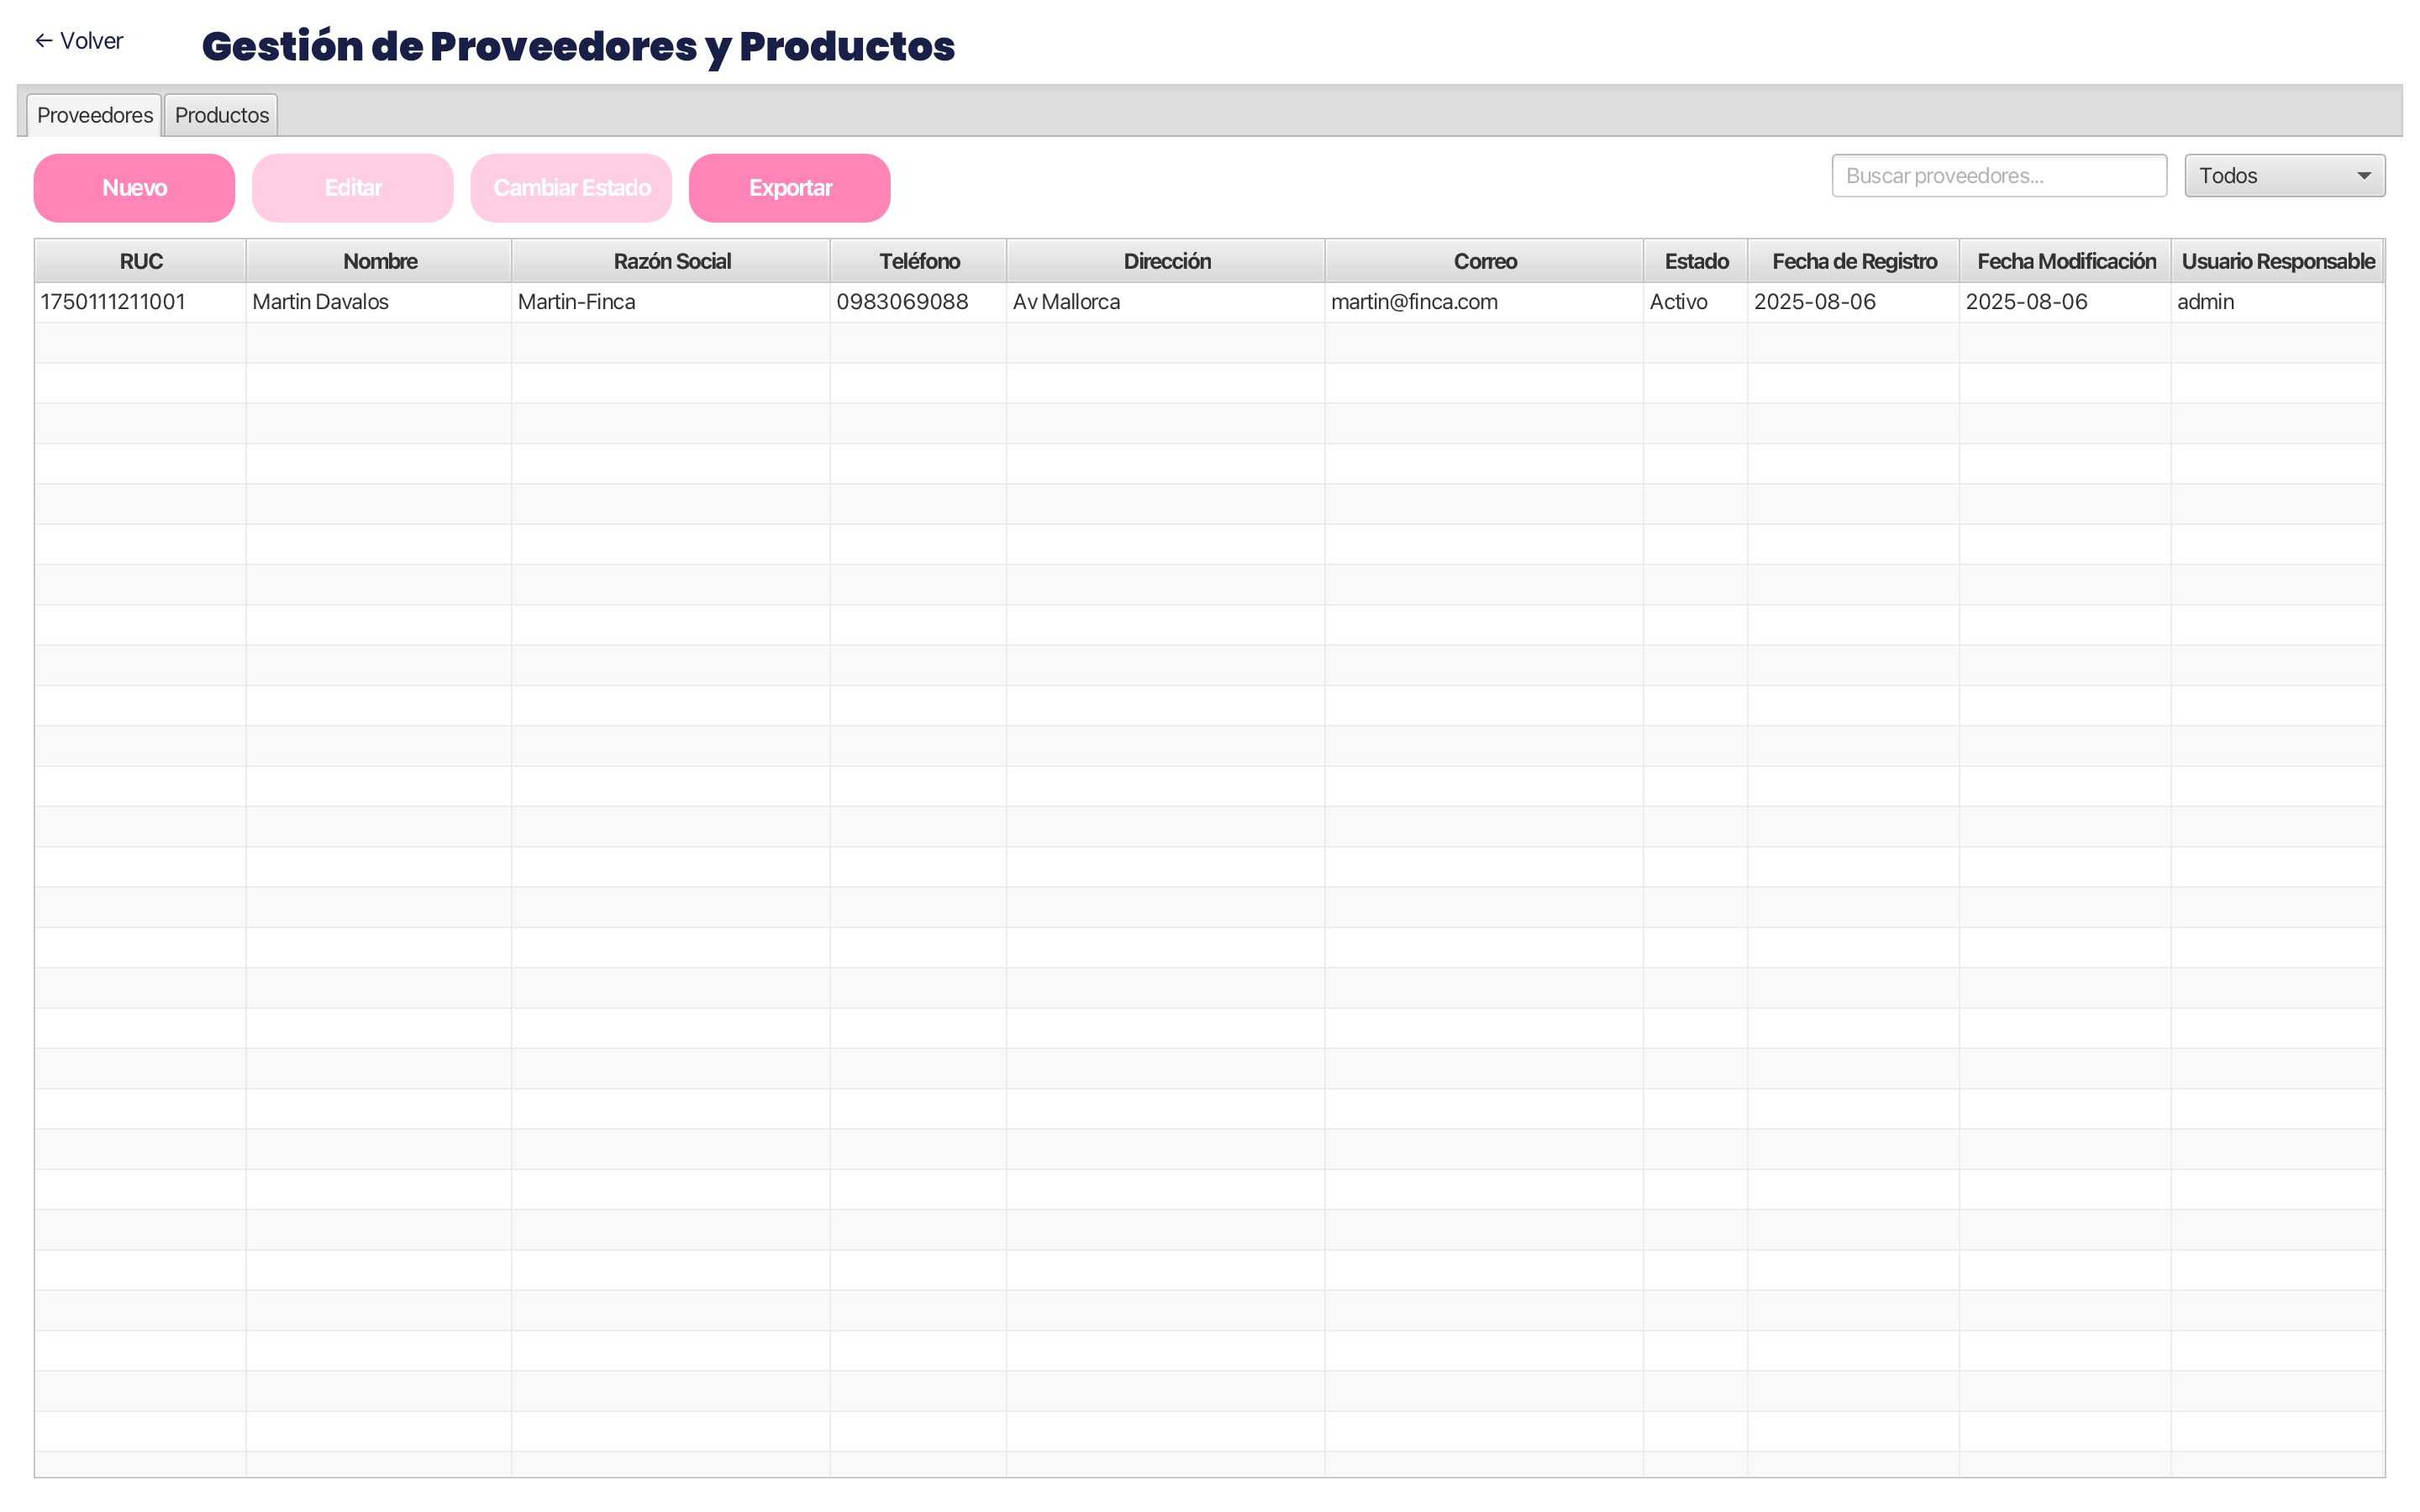 ← Volver
Gestión de Proveedores y Productos
Proveedores Productos
Nuevo Editar Cambiar Estado Exportar Buscar proveedores... Todos
RUC Nombre Razón Social Teléfono Dirección Correo Estado Fecha de Registro Fecha Modificación Usuario Responsable
1750111211001 Martin Davalos Martin-Finca 0983069088 Av Mallorca martin@finca.com Activo 2025-08-06 2025-08-06 admin